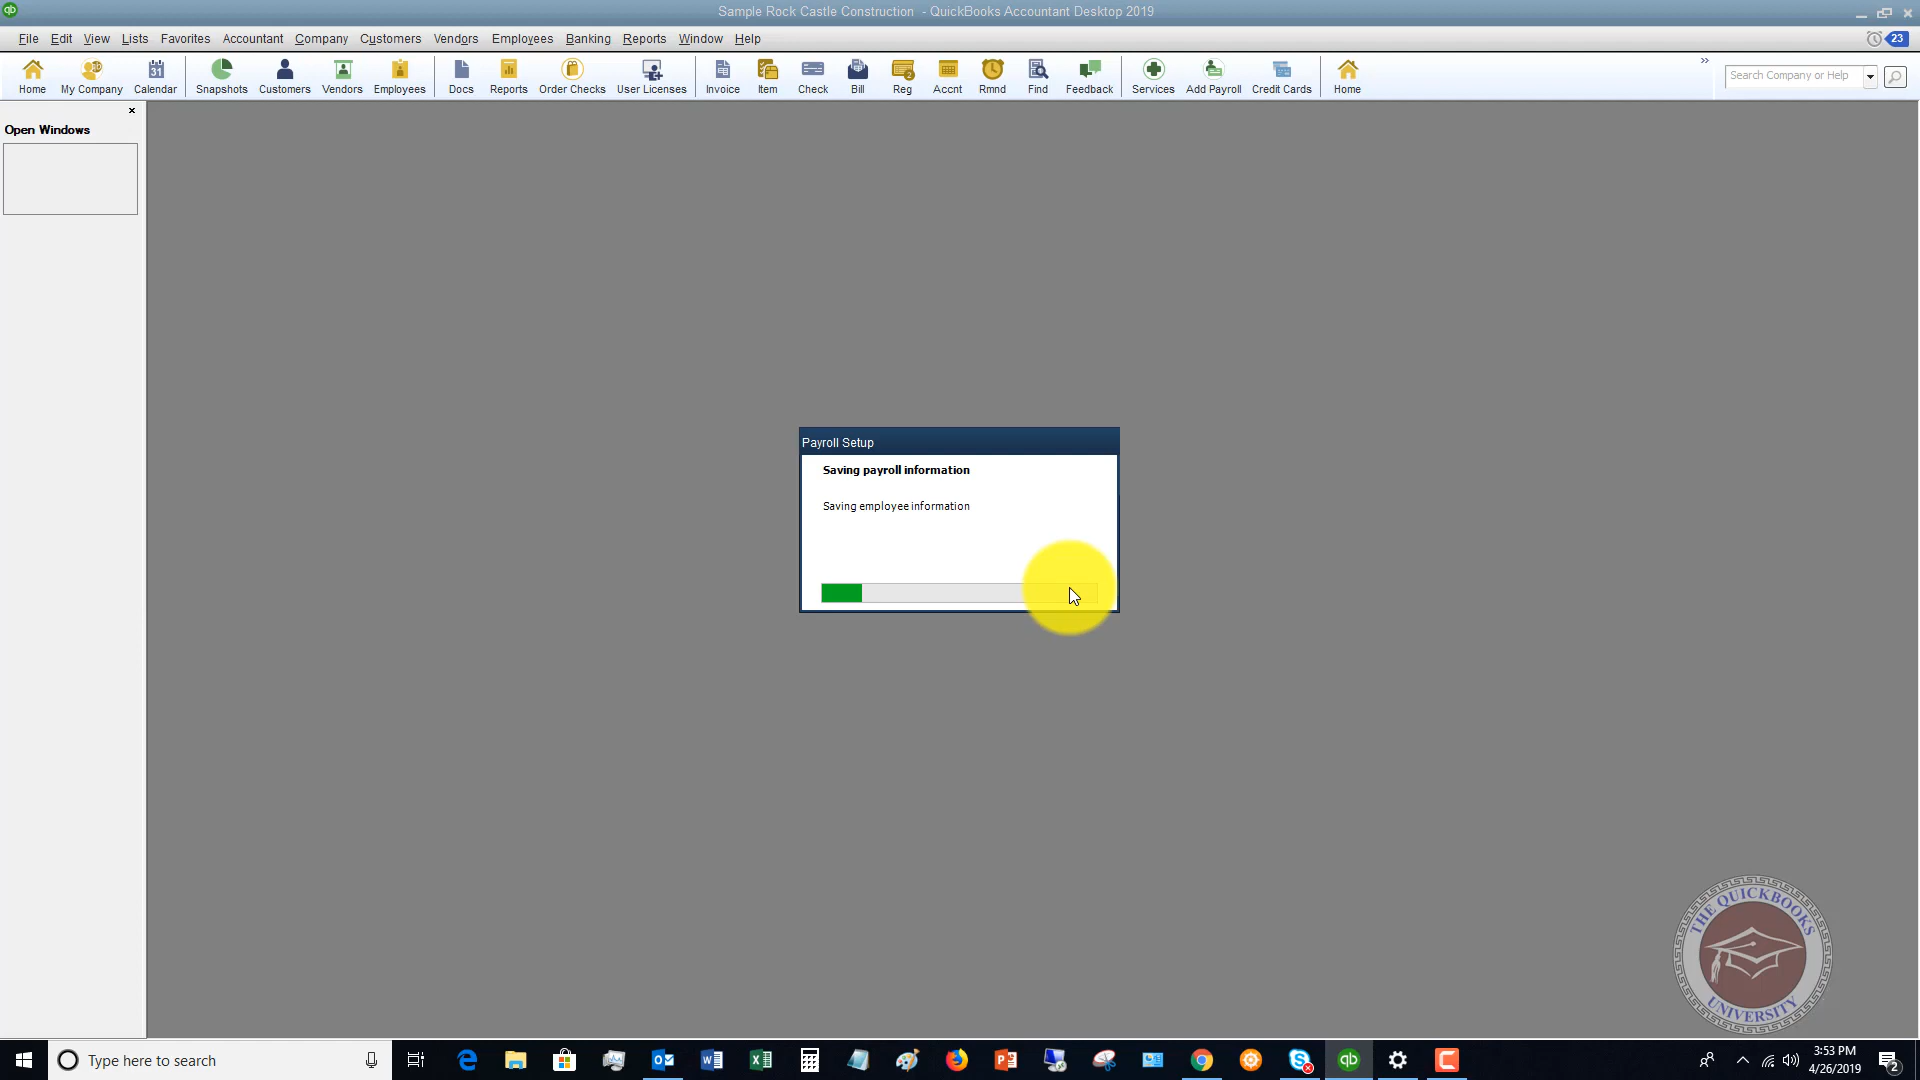 Sample Rock Castle Construction - QuickBooks Accountant Desktop 2019
File Edit View Lists Favorites Accountant Company Customers Vendors Employees Banking Reports Window Help
23
Home My Company Calendar Snapshots Customers Vendors Employees Docs Reports Order Checks User Licenses Invoice Item Check Bill Reg Accnt Rmnd Find Feedback Services Add Payroll Credit Cards Home
Search Company or Help
Open Windows
Payroll Setup
Saving payroll information
Saving employee information
THE QUICKBOOKS
UNIVERSITY
Type here to search
3:53 PM
4/26/2019
2